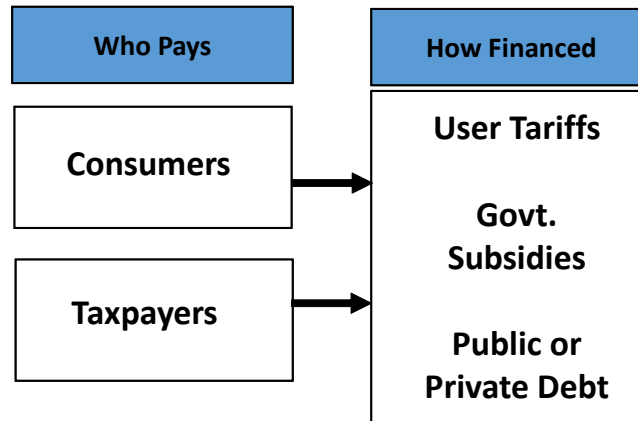 Who Pays
How Financed
Consumers
Taxpayers
User Tariffs
Govt.
Subsidies
Public or
Private Debt